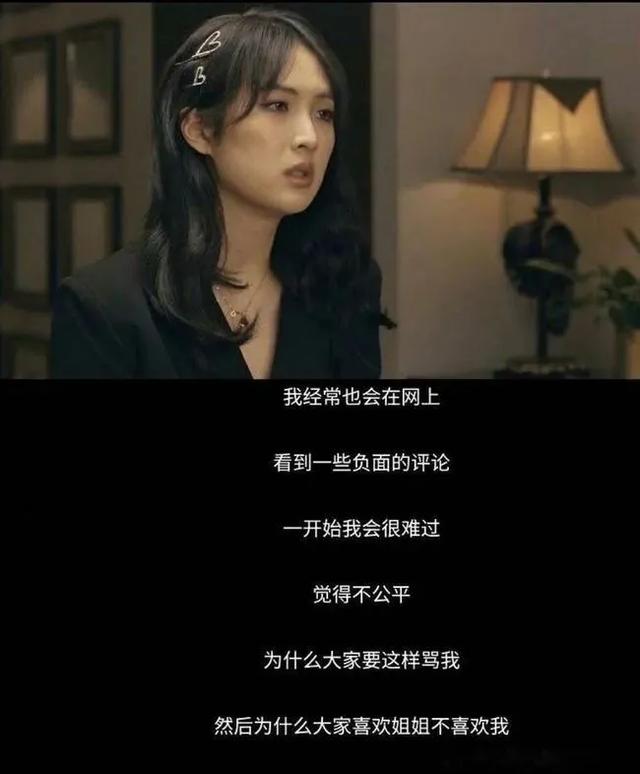 B
B
我经常也会在网上
看到一些负面的评论
一开始我会很难过
觉得不公平
为什么大家要这样骂我
然后为什么大家喜欢姐姐不喜欢我